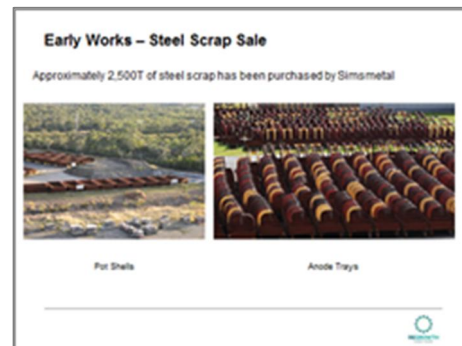 Early Works – Steel Scrap Sale
Approximately 2,500T of steel scrap has been purchased by Simsmetal
Pot Shells
Anode Trays
REGROWTH